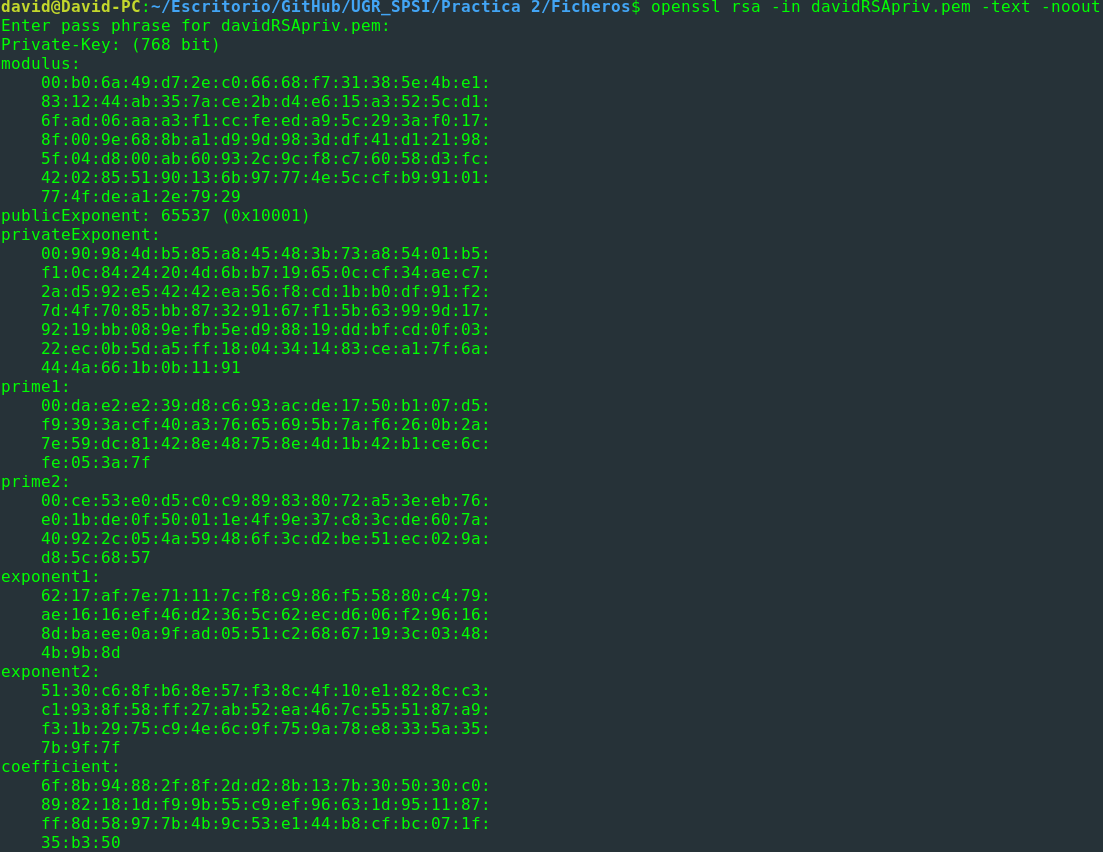 david@David-PC:~/Escritorio/GitHub/UGR_SPSI/Practica 2/Ficheros$ openssl rsa -in davidRSApriv.pem -text -noout
Enter pass phrase for davidRSApriv.pem:
Private-Key: (768 bit)
modulus:
    00:b0:6a:49:d7:2e:c0:66:68:f7:31:38:5e:4b:e1:
    83:12:44:ab:35:7a:ce:2b:d4:e6:15:a3:52:5c:d1:
    6f:ad:06:aa:a3:f1:cc:fe:ed:a9:5c:29:3a:f0:17:
    8f:00:9e:68:8b:a1:d9:9d:98:3d:df:41:d1:21:98:
    5f:04:d8:00:ab:60:93:2c:9c:f8:c7:60:58:d3:fc:
    42:02:85:51:90:13:6b:97:77:4e:5c:cf:b9:91:01:
    77:4f:de:a1:2e:79:29
publicExponent: 65537 (0x10001)
privateExponent:
    00:90:98:4d:b5:85:a8:45:48:3b:73:a8:54:01:b5:
    f1:0c:84:24:20:4d:6b:b7:19:65:0c:cf:34:ae:c7:
    2a:d5:92:e5:42:42:ea:56:f8:cd:1b:b0:df:91:f2:
    7d:4f:70:85:bb:87:32:91:67:f1:5b:63:99:9d:17:
    92:19:bb:08:9e:fb:5e:d9:88:19:dd:bf:cd:0f:03:
    22:ec:0b:5d:a5:ff:18:04:34:14:83:ce:a1:7f:6a:
    44:4a:66:1b:0b:11:91
prime1:
    00:da:e2:e2:39:d8:c6:93:ac:de:17:50:b1:07:d5:
    f9:39:3a:cf:40:a3:76:65:69:5b:7a:f6:26:0b:2a:
    7e:59:dc:81:42:8e:48:75:8e:4d:1b:42:b1:ce:6c:
    fe:05:3a:7f
prime2:
    00:ce:53:e0:d5:c0:c9:89:83:80:72:a5:3e:eb:76:
    e0:1b:de:0f:50:01:1e:4f:9e:37:c8:3c:de:60:7a:
    40:92:2c:05:4a:59:48:6f:3c:d2:be:51:ec:02:9a:
    d8:5c:68:57
exponent1:
    62:17:af:7e:71:11:7c:f8:c9:86:f5:58:80:c4:79:
    ae:16:16:ef:46:d2:36:5c:62:ec:d6:06:f2:96:16:
    8d:ba:ee:0a:9f:ad:05:51:c2:68:67:19:3c:03:48:
    4b:9b:8d
exponent2:
    51:30:c6:8f:b6:8e:57:f3:8c:4f:10:e1:82:8c:c3:
    c1:93:8f:58:ff:27:ab:52:ea:46:7c:55:51:87:a9:
    f3:1b:29:75:c9:4e:6c:9f:75:9a:78:e8:33:5a:35:
    7b:9f:7f
coefficient:
    6f:8b:94:88:2f:8f:2d:d2:8b:13:7b:30:50:30:c0:
    89:82:18:1d:f9:9b:55:c9:ef:96:63:1d:95:11:87:
    ff:8d:58:97:7b:4b:9c:53:e1:44:b8:cf:bc:07:1f:
    35:b3:50